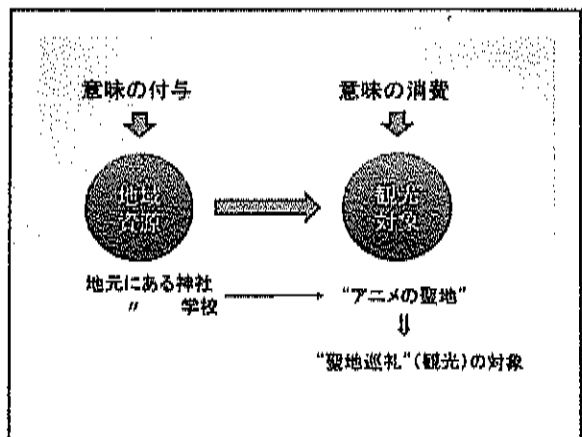 意味の付与
意味の消費
地域
資源
観光
対象
地元にある神社
〃 学校
“アニメの聖地”
“聖地巡礼”(観光)の対象